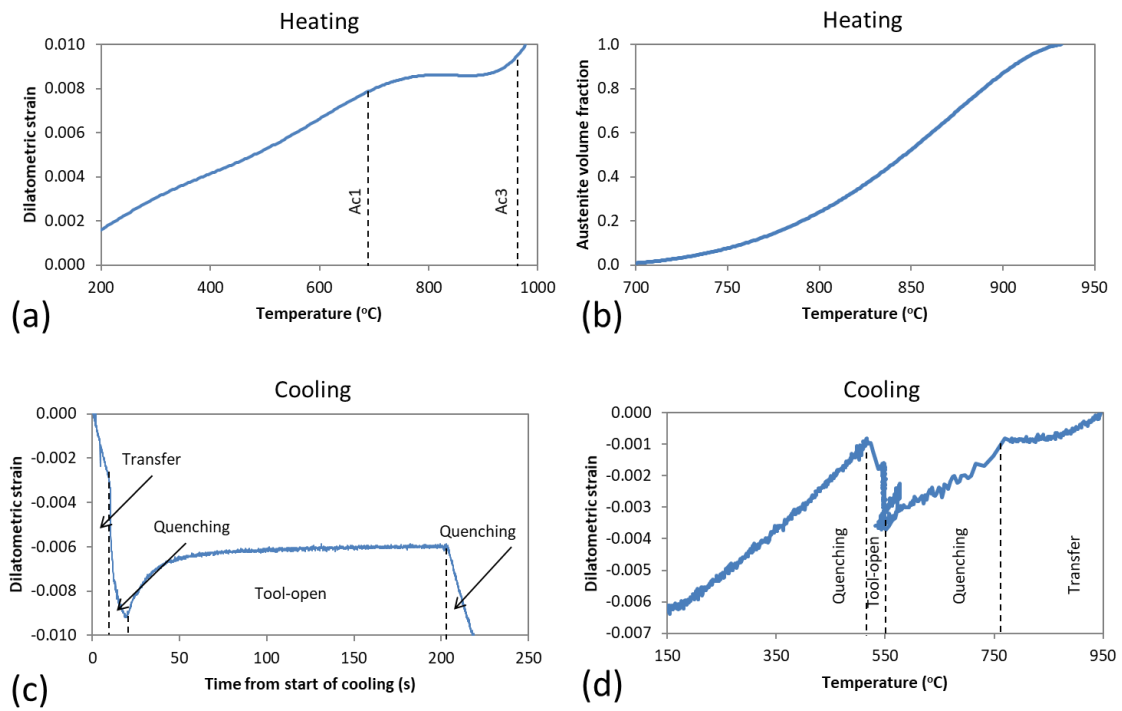 Heating
0.010
0.008
0.006
0.004
0.002
0.000
Dilatometric strain
Ac1
Ac3
200
400
600
800
1000
Temperature (oC)
(a)
Heating
1.0
0.8
0.6
0.4
0.2
0.0
Austenite volume fraction
700
750
800
850
900
950
Temperature (oC)
(b)
Cooling
0.000
-0.002
-0.004
-0.006
-0.008
-0.010
Dilatometric strain
Transfer
Quenching
Quenching
Tool-open
0
50
100
150
200
250
Time from start of cooling (s)
(c)
Cooling
0.000
-0.001
-0.002
-0.003
-0.004
-0.005
-0.006
-0.007
Dilatometric strain
Quenching
Tool-open
Quenching
Transfer
150
350
550
750
950
Temperature (oC)
(d)